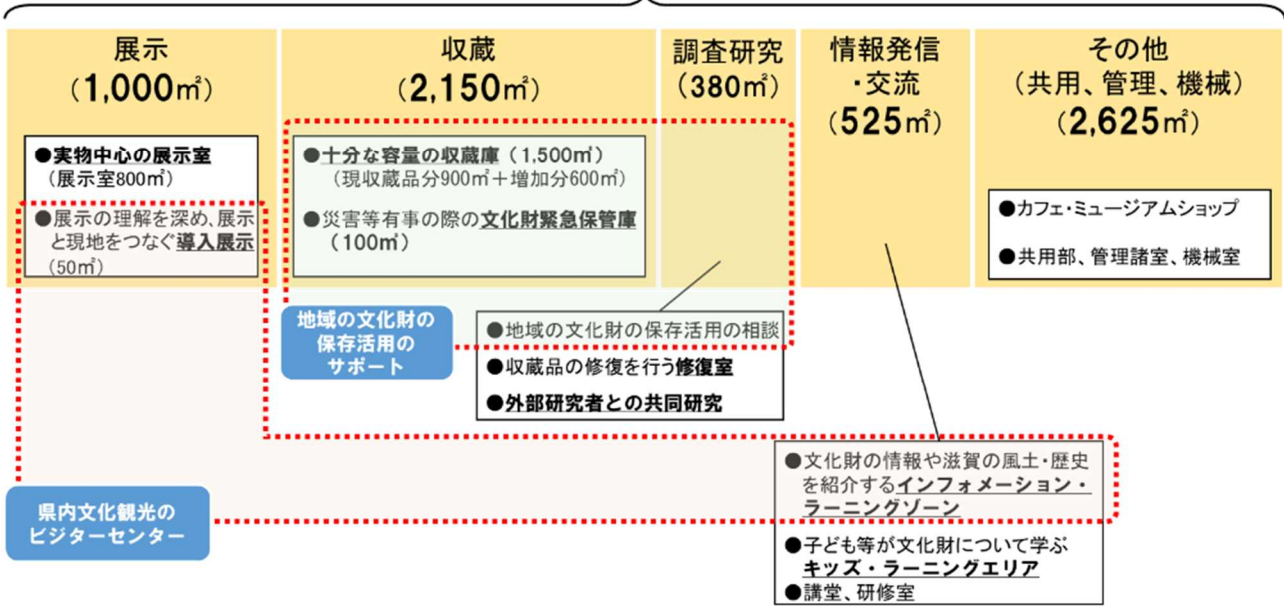 展示
(1,000㎡)
収蔵
(2,150㎡)
調査研究
(380㎡)
情報発信
・交流
(525㎡)
その他
(共用、管理、機械)
(2,625㎡)
●実物中心の展示室
(展示室800㎡)
●展示の理解を深め、展示
と現地をつなぐ導入展示
(50㎡)
●十分な容量の収蔵庫(1,500㎡)
(現収蔵品分900㎡+増加分600㎡)
●災害等有事の際の文化財緊急保管庫
(100㎡)
●カフェ・ミュージアムショップ
●共用部、管理諸室、機械室
地域の文化財の
保存活用の
サポート
●地域の文化財の保存活用の相談
●収蔵品の修復を行う修復室
●外部研究者との共同研究
県内文化観光の
ビジターセンター
●文化財の情報や滋賀の風土・歴史
を紹介するインフォメーション・
ラーニングゾーン
●子ども等が文化財について学ぶ
キッズ・ラーニングエリア
●講堂、研修室